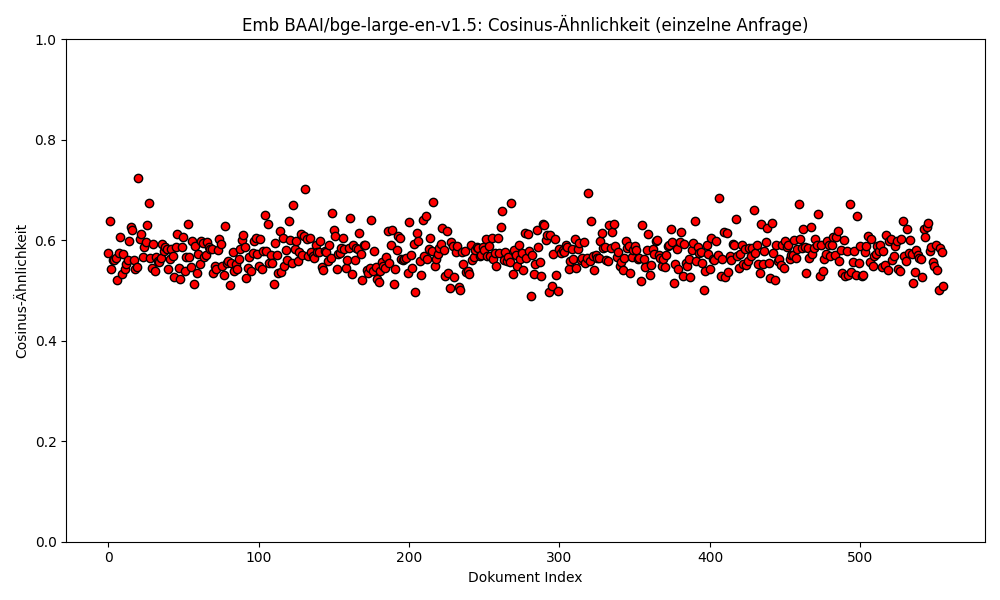 Emb BAAI/bge-large-en-v1.5: Cosinus-Ähnlichkeit (einzelne Anfrage)
1.0
0.8
0.6
0.4
0.2
0.0
Cosinus-Ähnlichkeit
0 100 200 300 400 500
Dokument Index